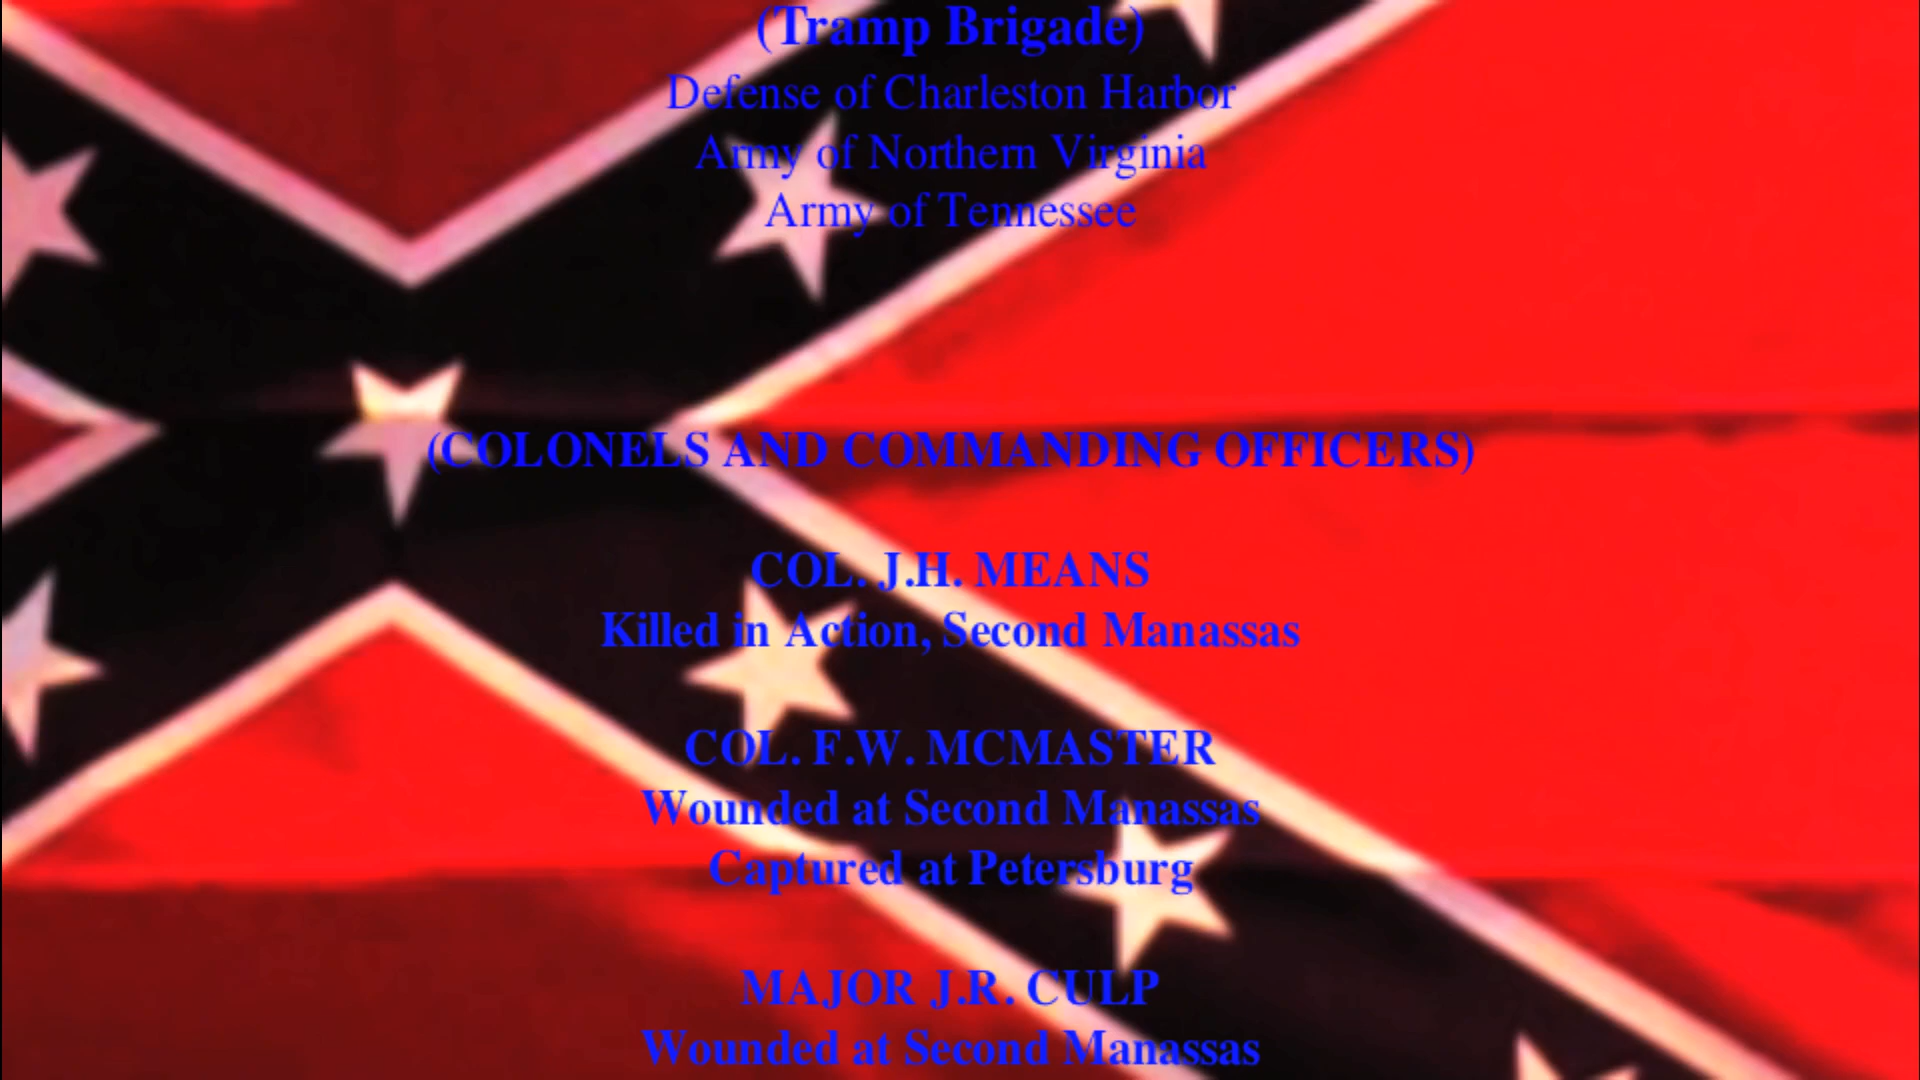 (Tramp Brigade)
Defense of Charleston Harbor
Army of Northern Virginia
Army of Tennessee
(COLONELS AND COMMANDING OFFICERS)
COL. J.H. MEANS
Killed in Action, Second Manassas
COL. F.W. MCMASTER
Wounded at Second Manassas
Captured at Petersburg
MAJOR J.R. CULP
Wounded at Second Manassas